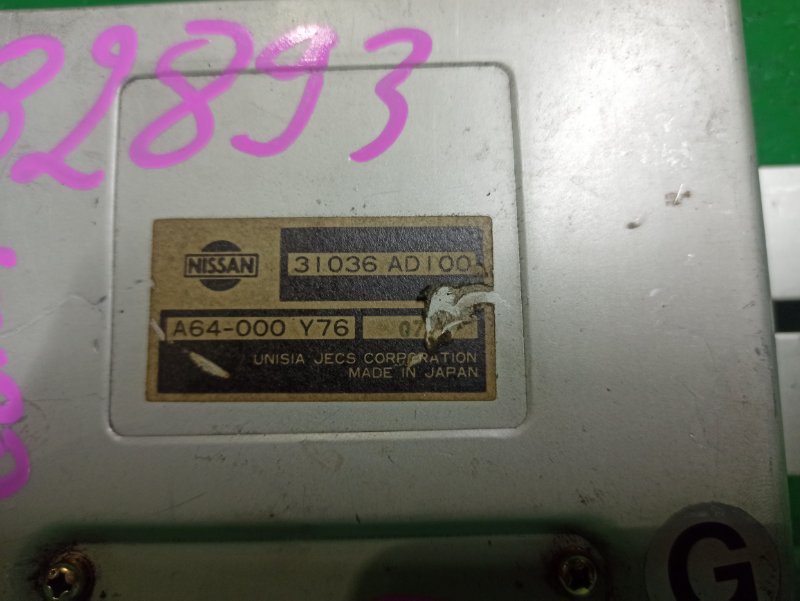 82893
NISSAN
31036 AD100
A64-000 Y76
UNISIA JECS CORPORATION
MADE IN JAPAN
G